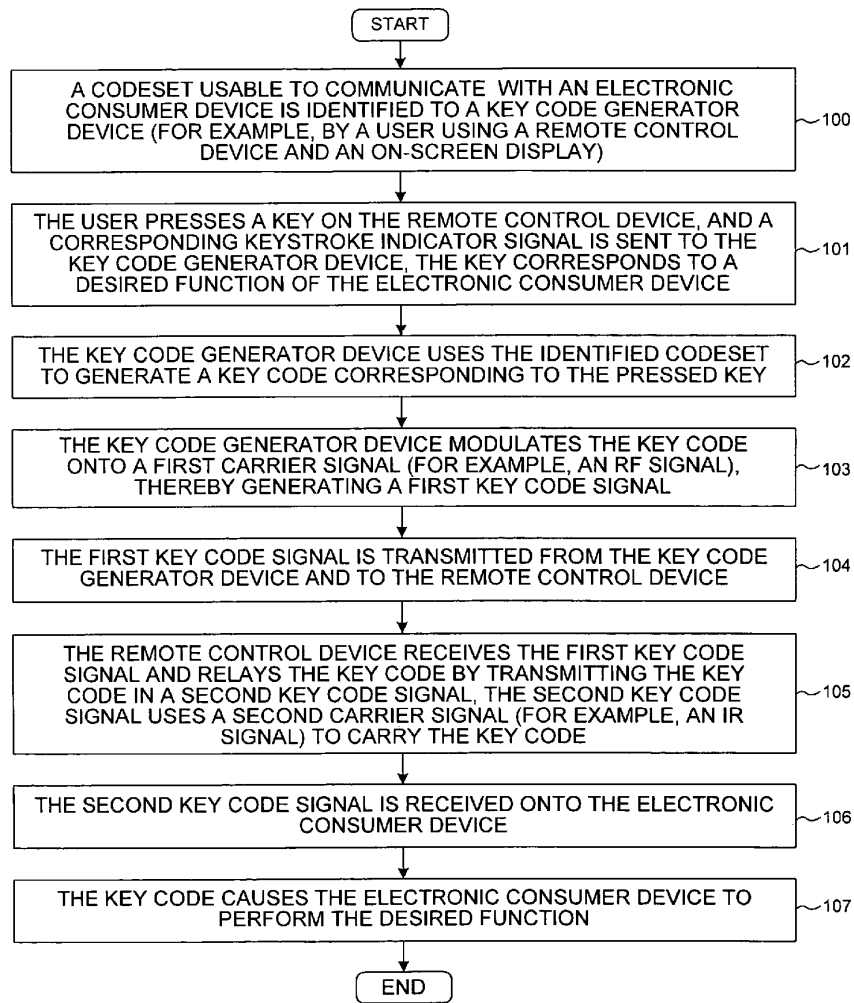 START
A CODESET USABLE TO COMMUNICATE WITH AN ELECTRONIC
CONSUMER DEVICE IS IDENTIFIED TO A KEY CODE GENERATOR
DEVICE (FOR EXAMPLE, BY A USER USING A REMOTE CONTROL
DEVICE AND AN ON-SCREEN DISPLAY)
100
THE USER PRESSES A KEY ON THE REMOTE CONTROL DEVICE, AND A
CORRESPONDING KEYSTROKE INDICATOR SIGNAL IS SENT TO THE
KEY CODE GENERATOR DEVICE, THE KEY CORRESPONDS TO A
DESIRED FUNCTION OF THE ELECTRONIC CONSUMER DEVICE
101
THE KEY CODE GENERATOR DEVICE USES THE IDENTIFIED CODESET
TO GENERATE A KEY CODE CORRESPONDING TO THE PRESSED KEY
102
THE KEY CODE GENERATOR DEVICE MODULATES THE KEY CODE
ONTO A FIRST CARRIER SIGNAL (FOR EXAMPLE, AN RF SIGNAL),
THEREBY GENERATING A FIRST KEY CODE SIGNAL
103
THE FIRST KEY CODE SIGNAL IS TRANSMITTED FROM THE KEY CODE
GENERATOR DEVICE AND TO THE REMOTE CONTROL DEVICE
104
THE REMOTE CONTROL DEVICE RECEIVES THE FIRST KEY CODE
SIGNAL AND RELAYS THE KEY CODE BY TRANSMITTING THE KEY
CODE IN A SECOND KEY CODE SIGNAL, THE SECOND KEY CODE
SIGNAL USES A SECOND CARRIER SIGNAL (FOR EXAMPLE, AN IR
SIGNAL) TO CARRY THE KEY CODE
105
THE SECOND KEY CODE SIGNAL IS RECEIVED ONTO THE ELECTRONIC
CONSUMER DEVICE
106
THE KEY CODE CAUSES THE ELECTRONIC CONSUMER DEVICE TO
PERFORM THE DESIRED FUNCTION
107
END